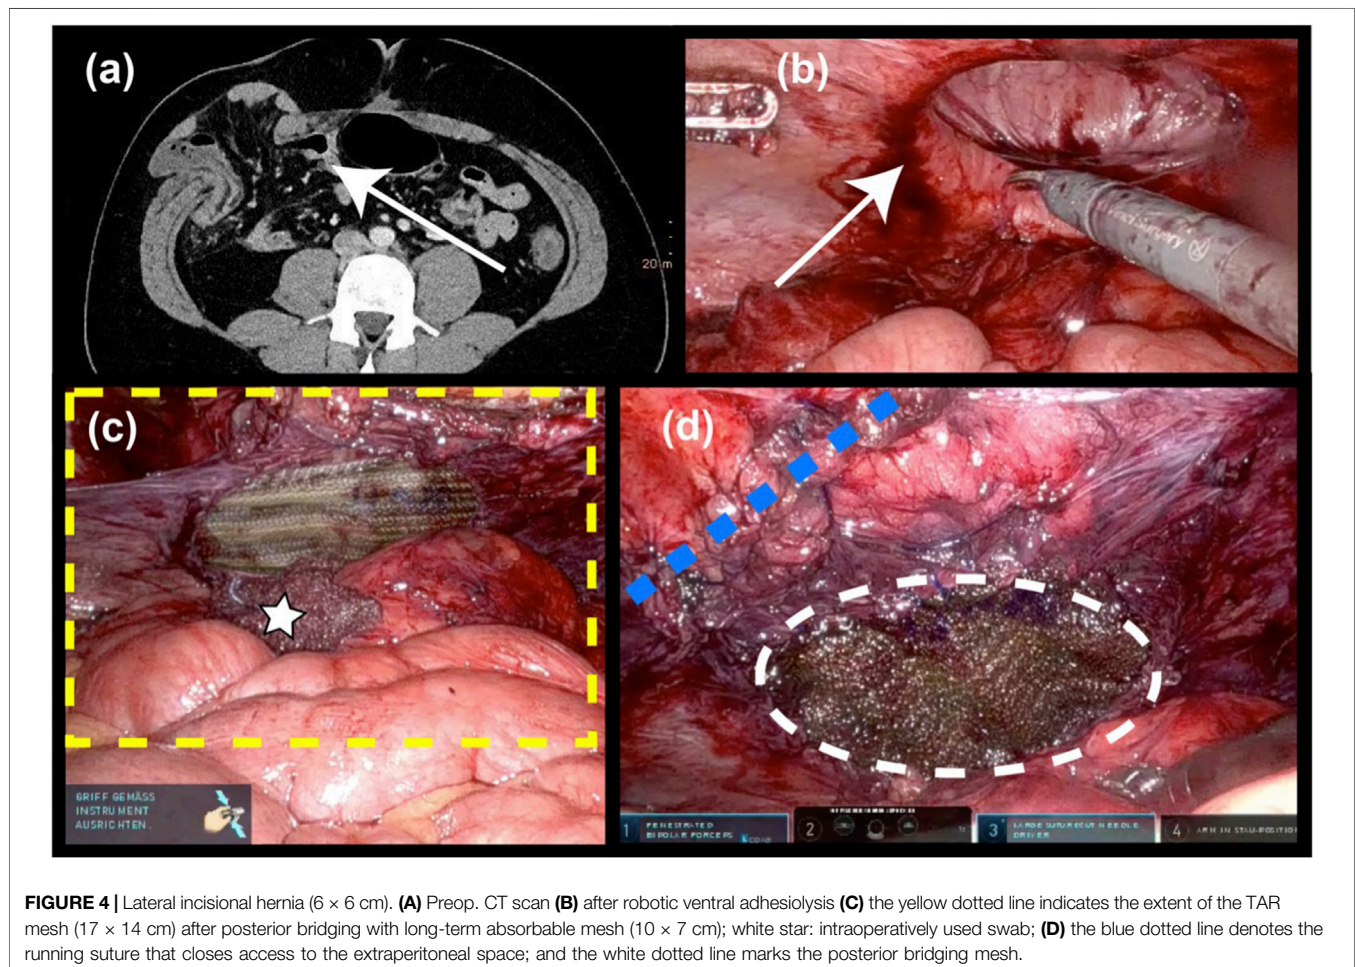 (a)
20 m
(b)
(c)
GRIFF GEMÄSS
INSTRUMENT
AUSRICHTEN.
(d)
1 FENESTRATED
BIPOLAR FORCEPS
2
3 LARGE SUTURECUT NEEDLE
DRIVER
4 ARM IN STAU-POSITIO
FIGURE 4 | Lateral incisional hernia (6 × 6 cm). (A) Preop. CT scan (B) after robotic ventral adhesiolysis (C) the yellow dotted line indicates the extent of the TAR
mesh (17 × 14 cm) after posterior bridging with long-term absorbable mesh (10 × 7 cm); white star: intraoperatively used swab; (D) the blue dotted line denotes the
running suture that closes access to the extraperitoneal space; and the white dotted line marks the posterior bridging mesh.